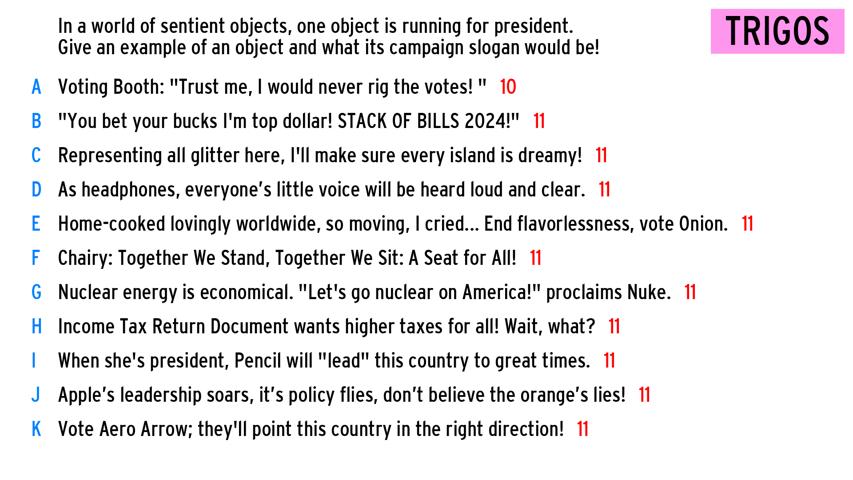 In a world of sentient objects, one object is running for president.
Give an example of an object and what its campaign slogan would be!
TRIGOS
A Voting Booth: "Trust me, I would never rig the votes! " 10
B "You bet your bucks I'm top dollar! STACK OF BILLS 2024!" 11
C Representing all glitter here, I'll make sure every island is dreamy! 11
D As headphones, everyone’s little voice will be heard loud and clear. 11
E Home-cooked lovingly worldwide, so moving, I cried... End flavorlessness, vote Onion. 11
F Chairy: Together We Stand, Together We Sit: A Seat for All! 11
G Nuclear energy is economical. "Let's go nuclear on America!" proclaims Nuke. 11
H Income Tax Return Document wants higher taxes for all! Wait, what? 11
I When she's president, Pencil will "lead" this country to great times. 11
J Apple’s leadership soars, it’s policy flies, don’t believe the orange’s lies! 11
K Vote Aero Arrow; they'll point this country in the right direction! 11